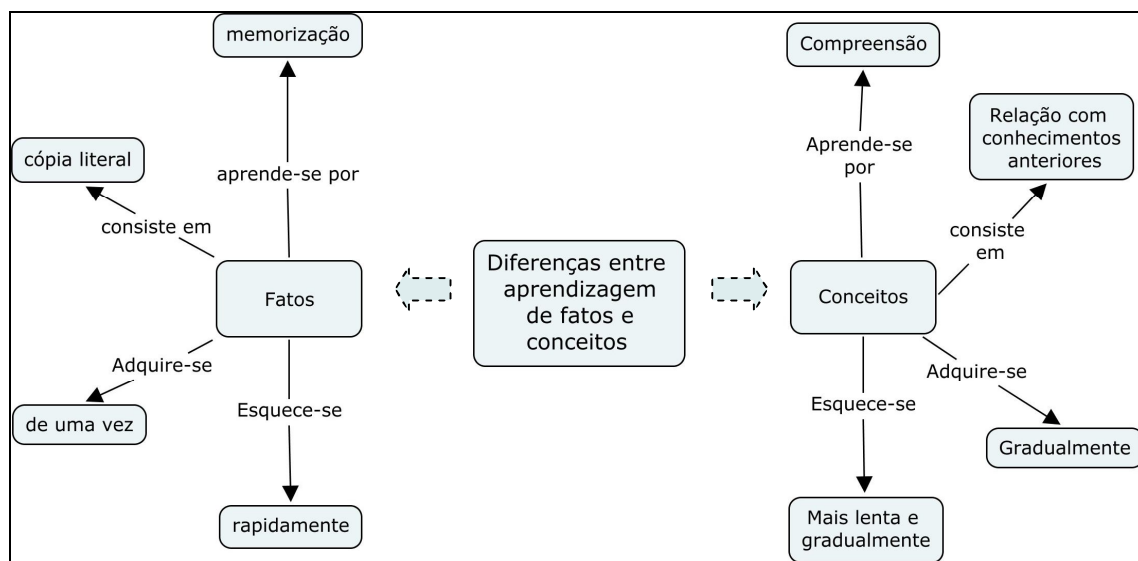 memorização
aprende-se por
cópia literal
consiste em
Fatos
Adquire-se
de uma vez
Esquece-se
rapidamente
Diferenças entre
aprendizagem
de fatos e
conceitos
Compreensão
Aprende-se
por
Relação com
conhecimentos
anteriores
consiste
em
Conceitos
Adquire-se
Gradualmente
Esquece-se
Mais lenta e
gradualmente